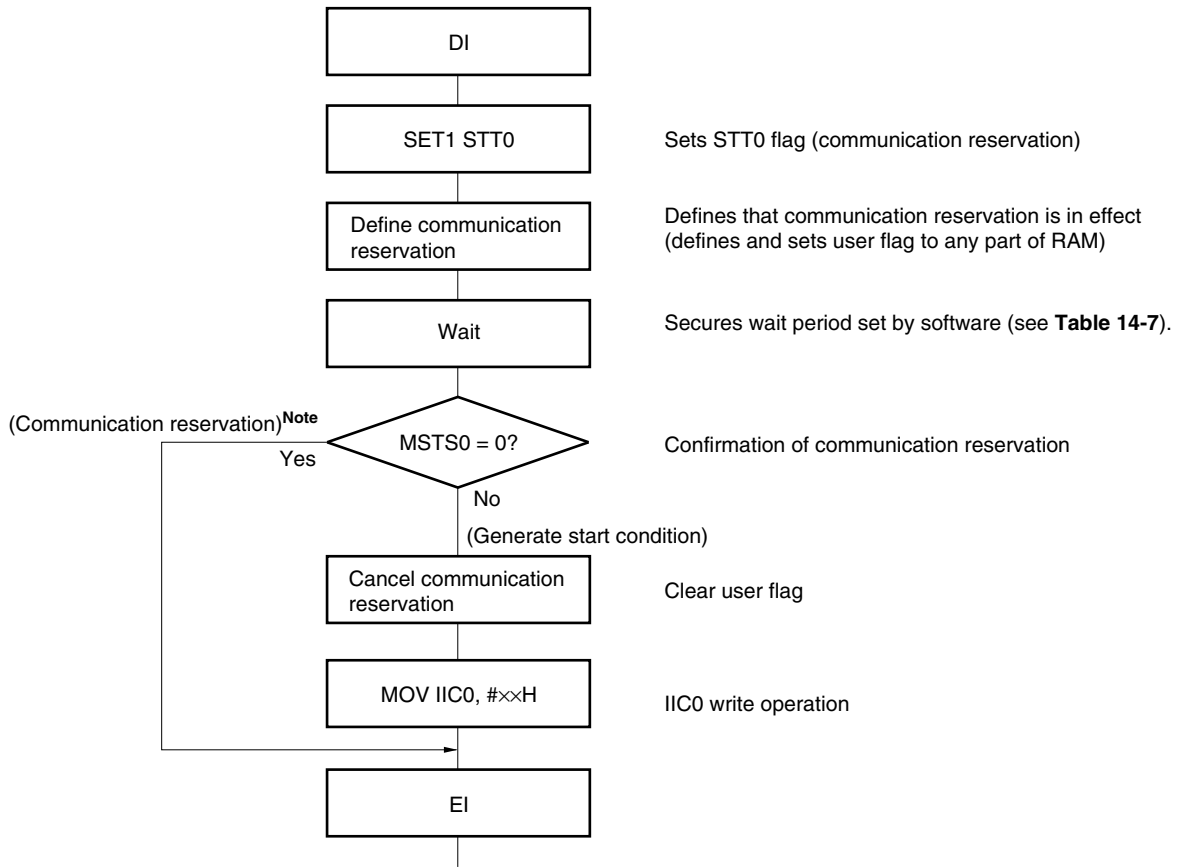 DI
SET1 STT0
Sets STT0 flag (communication reservation)
Define communication
reservation
Defines that communication reservation is in effect
(defines and sets user flag to any part of RAM)
Wait
Secures wait period set by software (see Table 14-7).
(Communication reservation)Note
Yes
MSTS0 = 0?
Confirmation of communication reservation
No
(Generate start condition)
Cancel communication
reservation
Clear user flag
MOV IIC0, #××H
IIC0 write operation
EI